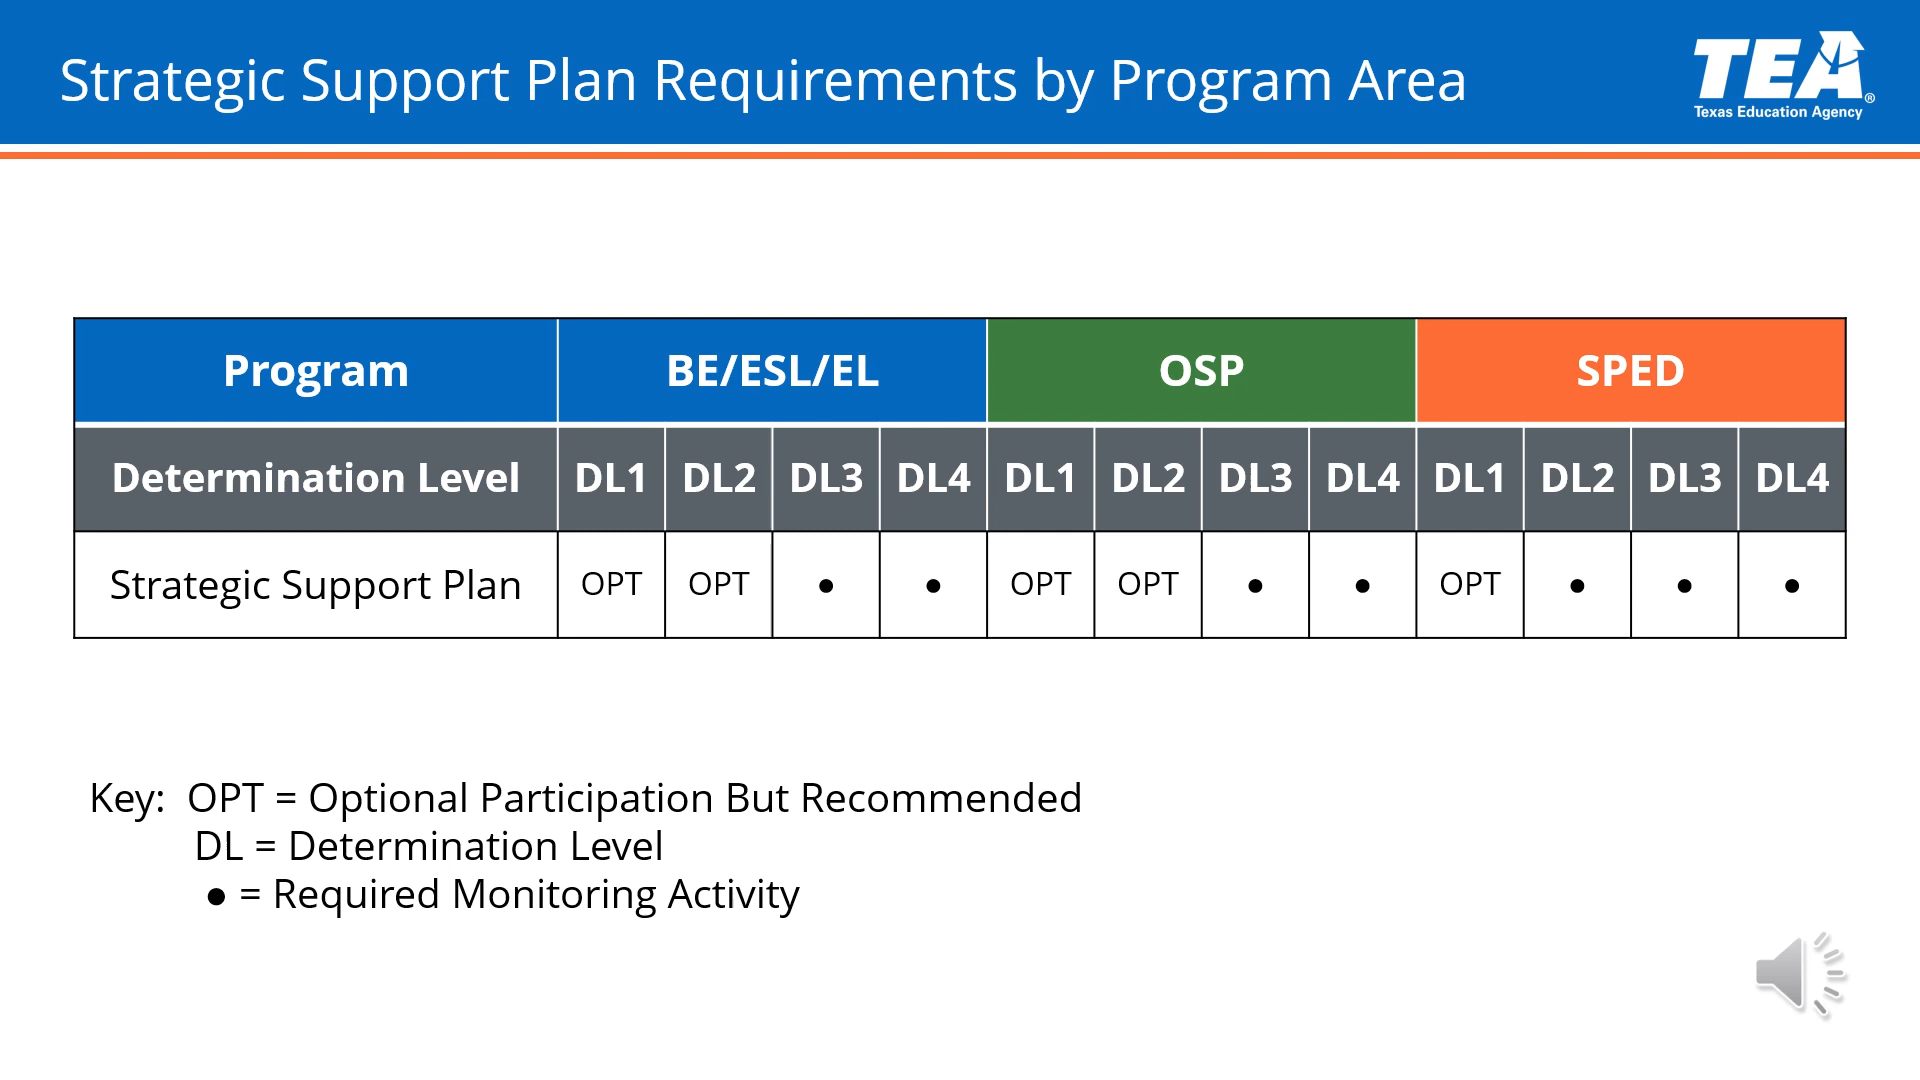 Strategic Support Plan Requirements by Program Area
TEA®
Texas Education Agency
Program BE/ESL/EL OSP SPED
Determination Level DL1 DL2 DL3 DL4 DL1 DL2 DL3 DL4 DL1 DL2 DL3 DL4
Strategic Support Plan OPT OPT ● ● OPT OPT ● ● OPT ● ● ●
Key: OPT = Optional Participation But Recommended
DL = Determination Level
● = Required Monitoring Activity